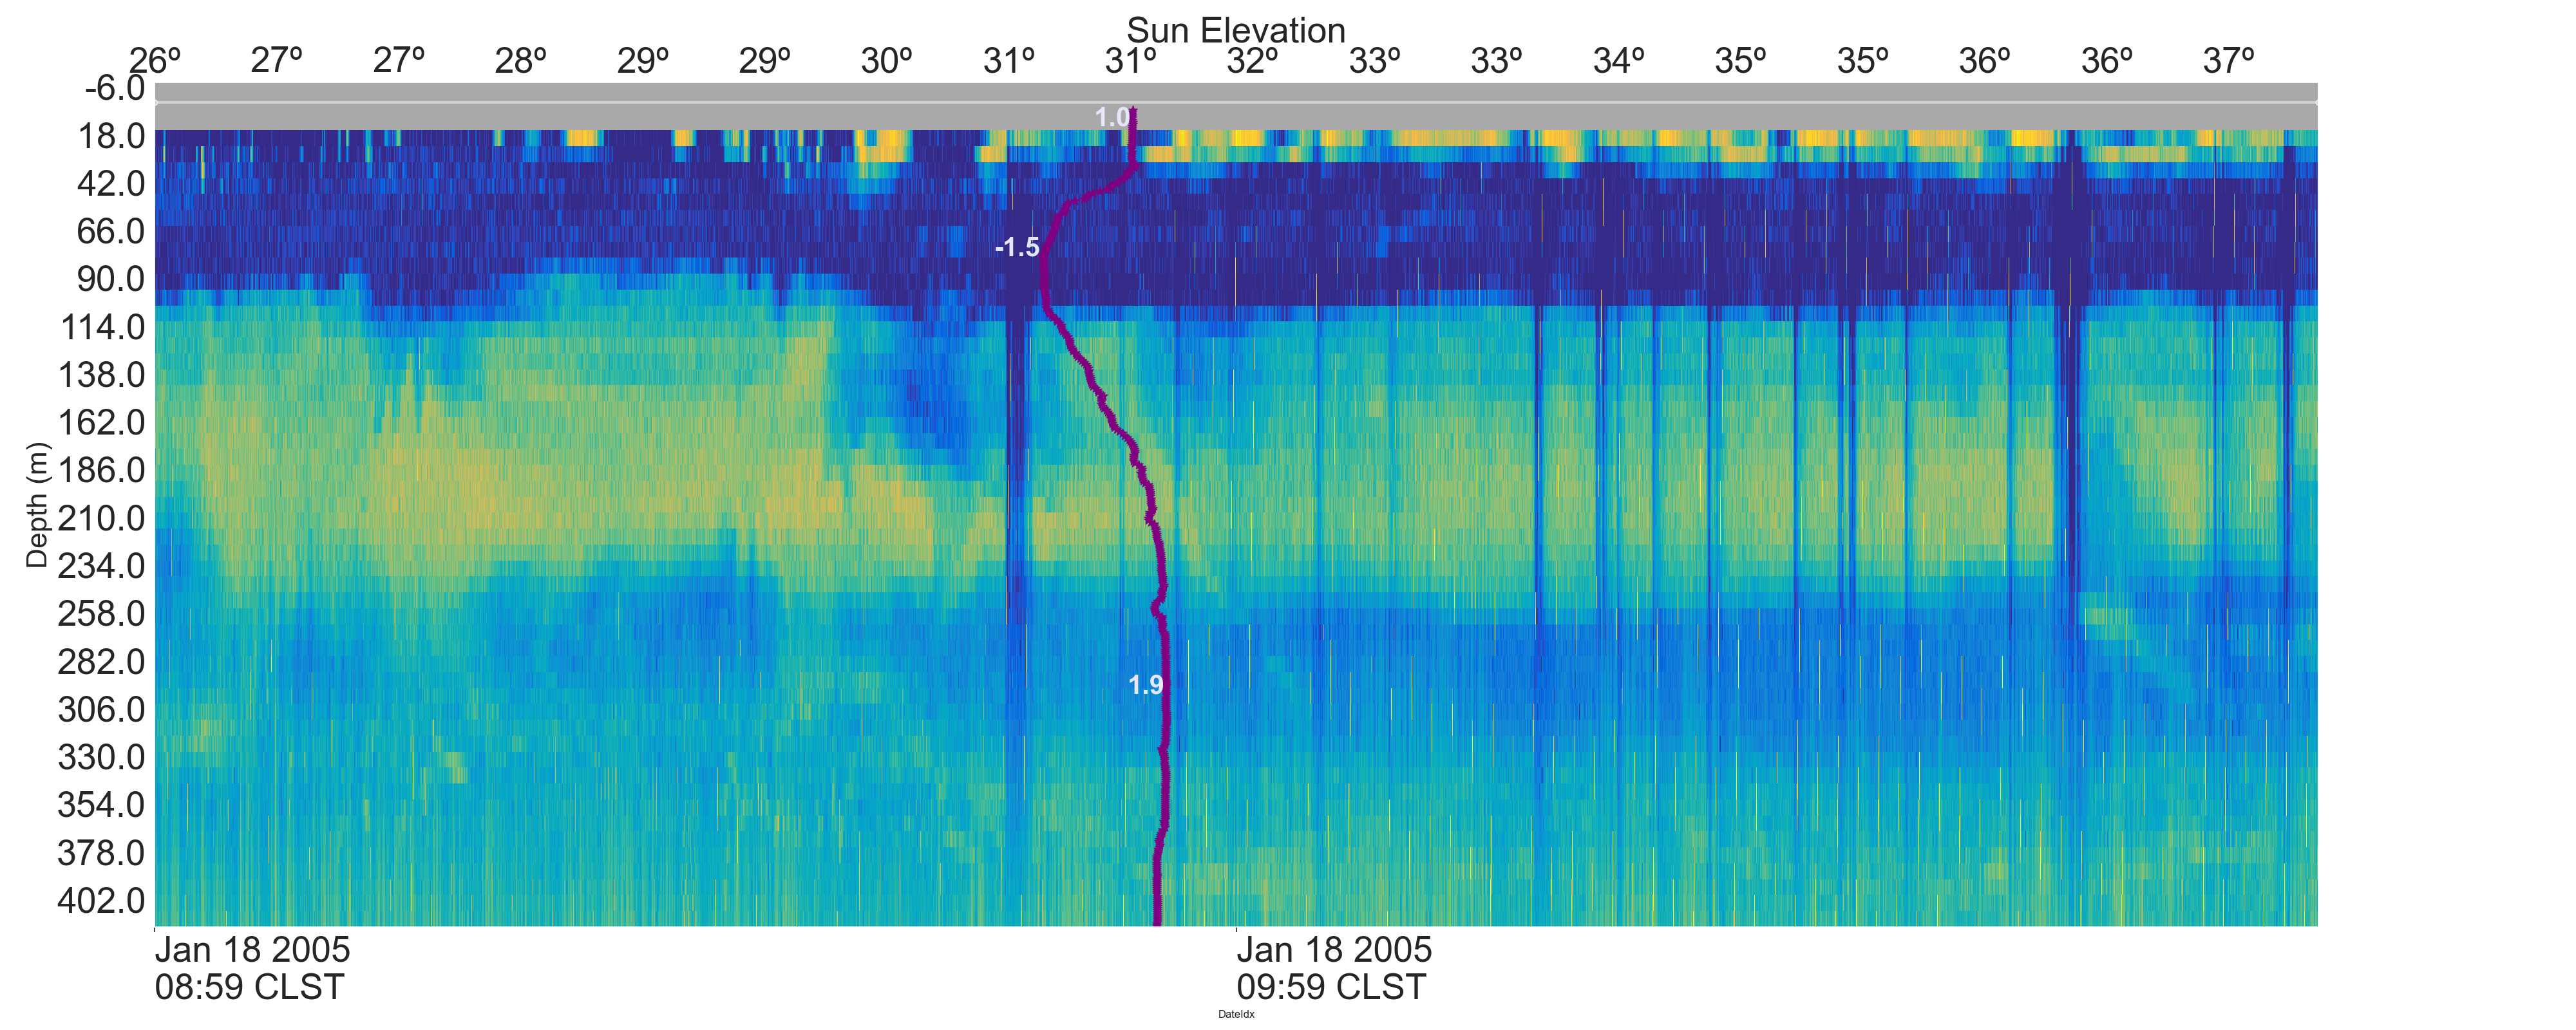 Sun Elevation
26º 27º 27º 28º 29º 29º 30º 31º 31º 32º 33º 33º 34º 35º 35º 36º 36º 37º
-6.0
1.0
18.0
42.0
66.0
-1.5
90.0
114.0
138.0
162.0
186.0
210.0
234.0
258.0
282.0
1.9
306.0
330.0
354.0
378.0
402.0
Depth (m)
Jan 18 2005
08:59 CLST
Jan 18 2005
09:59 CLST
DateIdx